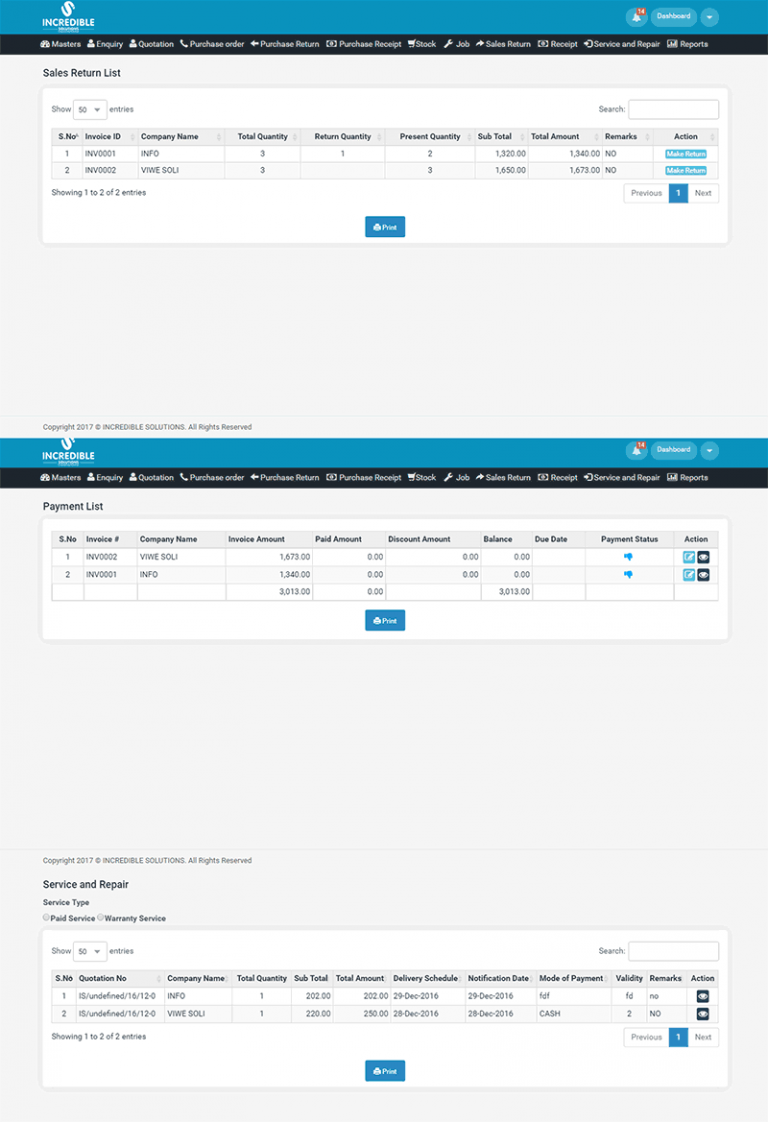 INCREDIBLE
SOLUTIONS
14
Dashboard
Masters Enquiry Quotation Purchase order Purchase Return Purchase Receipt Stock Job Sales Return Receipt Service and Repair Reports
Sales Return List
Show 50 entries Search:
S.No Invoice ID Company Name Total Quantity Return Quantity Present Quantity Sub Total Total Amount Remarks Action
1 INV0001 INFO 3 1 2 1,320.00 1,340.00 NO Make Return
2 INV0002 VIWE SOLI 3 3 1,650.00 1,673.00 NO Make Return
Showing 1 to 2 of 2 entries Previous 1 Next
Print
Copyright 2017 © INCREDIBLE SOLUTIONS. All Rights Reserved
INCREDIBLE
SOLUTIONS
14
Dashboard
Masters Enquiry Quotation Purchase order Purchase Return Purchase Receipt Stock Job Sales Return Receipt Service and Repair Reports
Payment List
S.No Invoice # Company Name Invoice Amount Paid Amount Discount Amount Balance Due Date Payment Status Action
1 INV0002 VIWE SOLI 1,673.00 0.00 0.00 0.00
2 INV0001 INFO 1,340.00 0.00 0.00 0.00
3,013.00 0.00 3,013.00
Print
Copyright 2017 © INCREDIBLE SOLUTIONS. All Rights Reserved
Service and Repair
Service Type
Paid Service Warranty Service
Show 50 entries Search:
S.No Quotation No Company Name Total Quantity Sub Total Total Amount Delivery Schedule Notification Date Mode of Payment Validity Remarks Action
1 IS/undefined/16/12-0 INFO 1 202.00 202.00 29-Dec-2016 29-Dec-2016 fdf fd no
2 IS/undefined/16/12-0 VIWE SOLI 1 220.00 250.00 28-Dec-2016 28-Dec-2016 CASH 2 NO
Showing 1 to 2 of 2 entries Previous 1 Next
Print